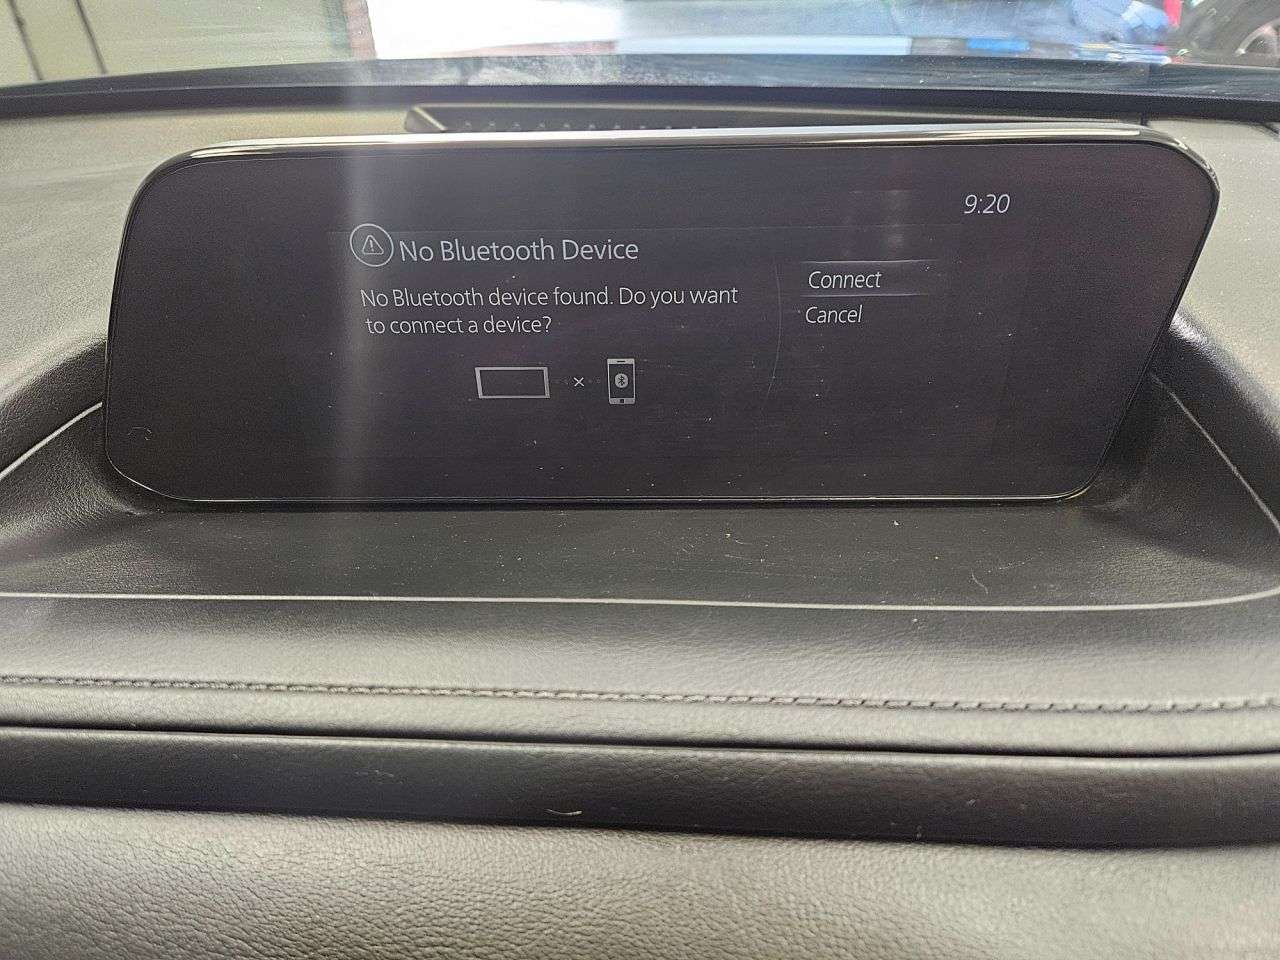 9:20
No Bluetooth Device
No Bluetooth device found. Do you want
to connect a device?
Connect
Cancel